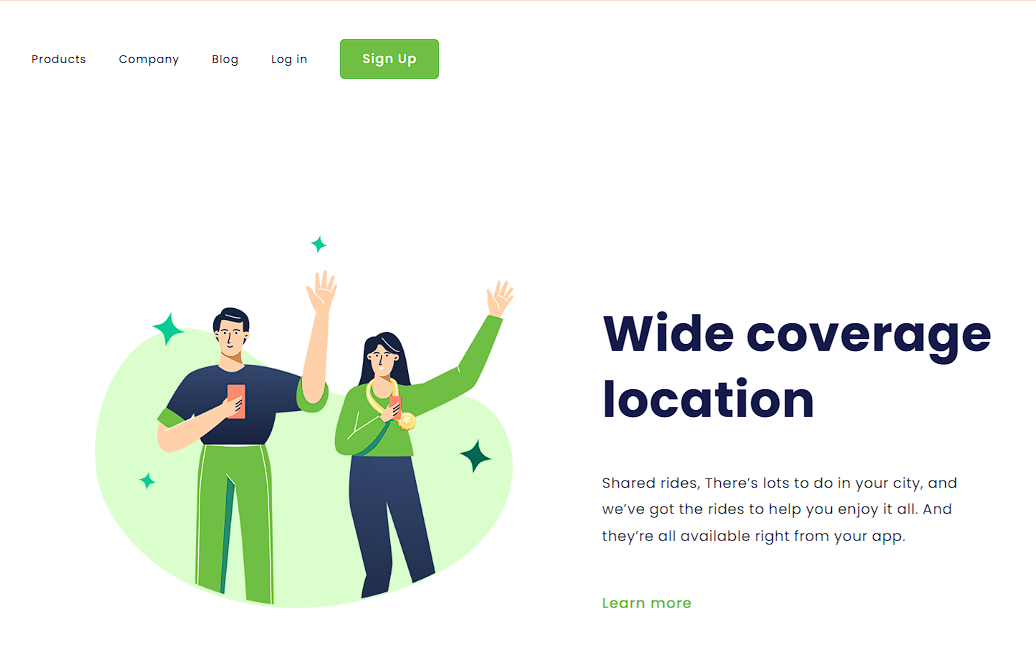 Products Company Blog Log in Sign Up
Wide coverage
location
Shared rides, There’s lots to do in your city, and
we’ve got the rides to help you enjoy it all. And
they’re all available right from your app.
Learn more